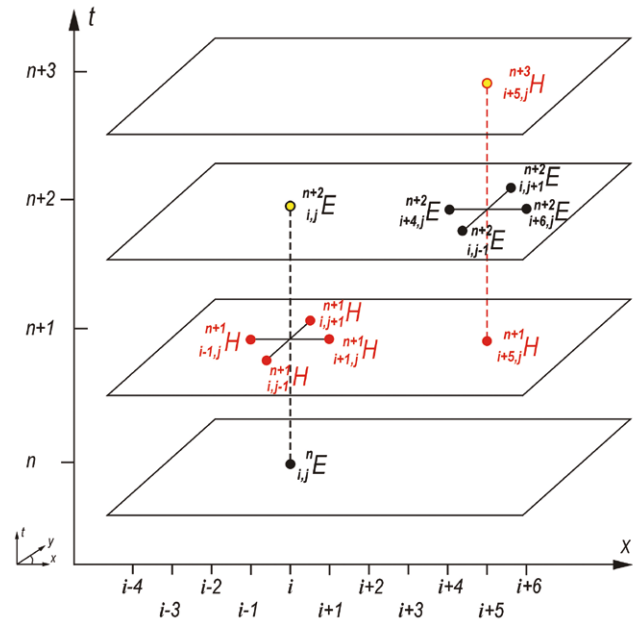 t
n+3
n+3
i+5,j H
n+2
n+2
i,j E
n+2
i,j+1 E
n+2
i+4,j E
n+2
i+6,j E
n+2
i,j-1 E
n+1
n+1
i,j+1 H
n+1
i-1,j H
n+1
i+1,j H
n+1
i,j-1 H
n+1
i+5,j H
n
n
i,j E
t
y
x
x
i-4 i-2 i i+2 i+4 i+6
i-3 i-1 i+1 i+3 i+5